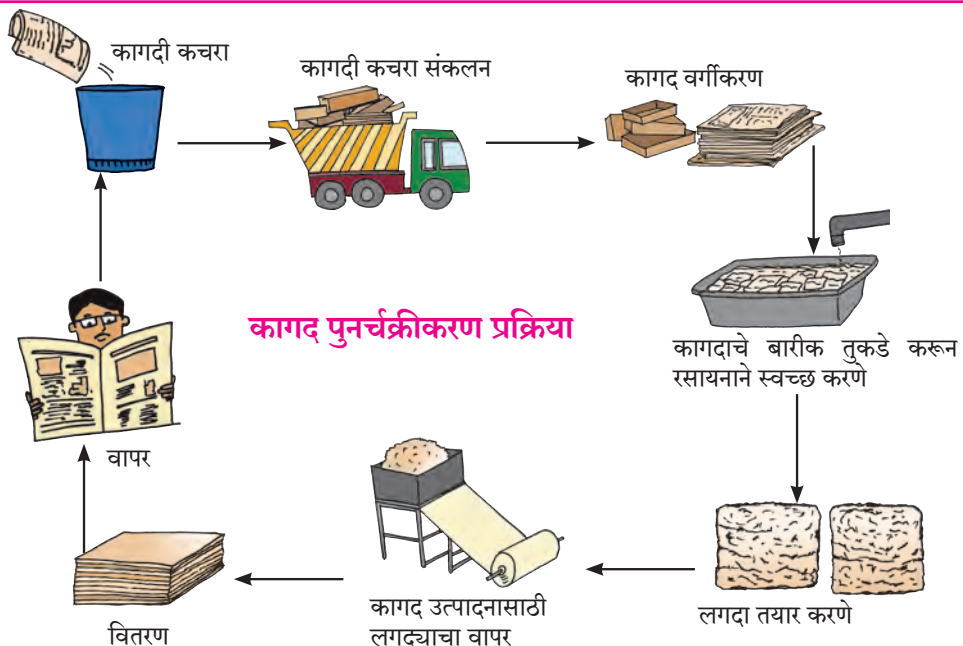 कागदी कचरा
कागदी कचरा संकलन
कागद वर्गीकरण
कागद पुनर्चक्रीकरण प्रक्रिया
कागदाचे बारीक तुकडे करून
रसायनाने स्वच्छ करणे
वापर
कागद उत्पादनासाठी
लगद्याचा वापर
लगदा तयार करणे
वितरण